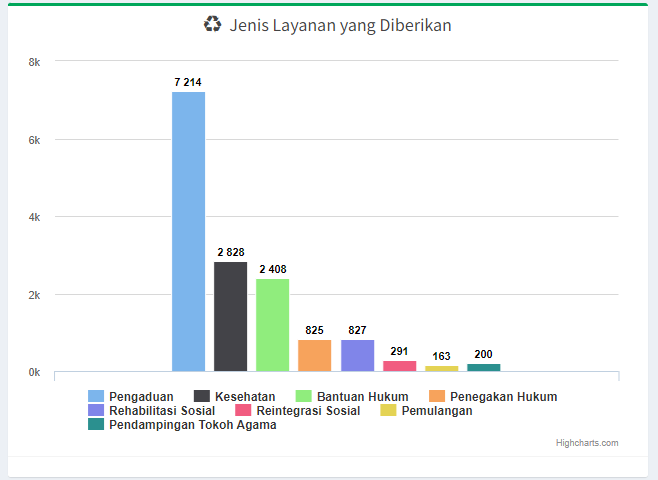 Jenis Layanan yang Diberikan
8k
7 214
6k
4k
2 828
2 408
2k
825
827
291
163
200
0k
Pengaduan Kesehatan Bantuan Hukum Penegakan Hukum
Rehabilitasi Sosial Reintegrasi Sosial Pemulangan
Pendampingan Tokoh Agama
Highcharts.com